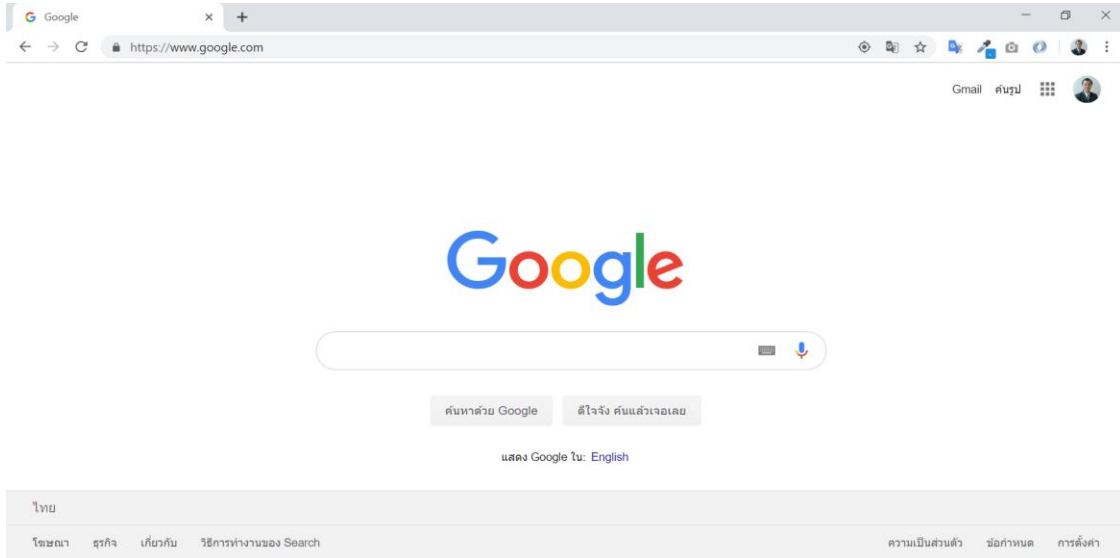 Google
https://www.google.com
Gmail ค้นรูป
Google
ค้นหาด้วย Google ดีใจจัง ค้นแล้วเจอเลย
แสดง Google ใน: English
ไทย
โฆษณา ธุรกิจ เกี่ยวกับ วิธีการทำงานของ Search ความเป็นส่วนตัว ข้อกำหนด การตั้งค่า